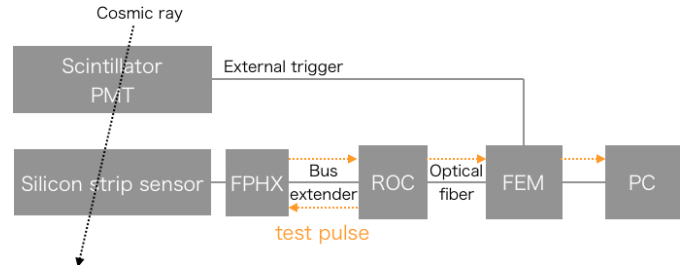 Cosmic ray
Scintillator
PMT
External trigger
Silicon strip sensor
FPHX
Bus
extender
ROC
Optical
fiber
FEM
PC
test pulse